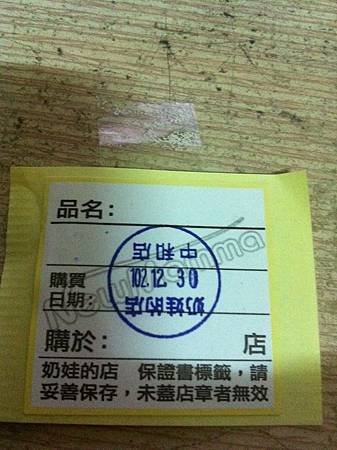 品名：
中和店
102.12.30
奶娃的店
購買
日期：
New Mamma
購於：　店
奶娃的店　保證書標籤，請
妥善保存，未蓋店章者無效